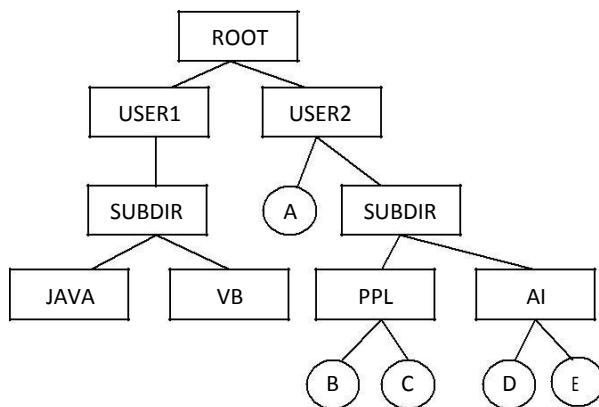 ROOT
USER1 USER2
SUBDIR A SUBDIR
JAVA VB PPL AI
B C D E